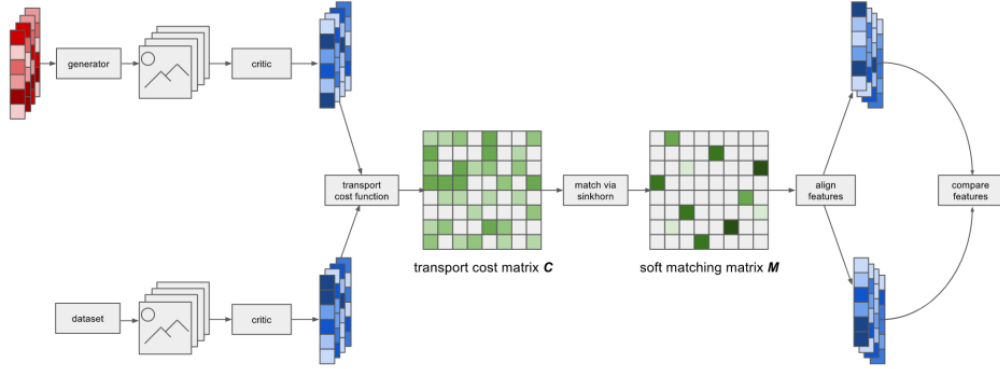 generator
critic
transport
cost function
match via
sinkhorn
align
features
compare
features
transport cost matrix C
soft matching matrix M
dataset
critic